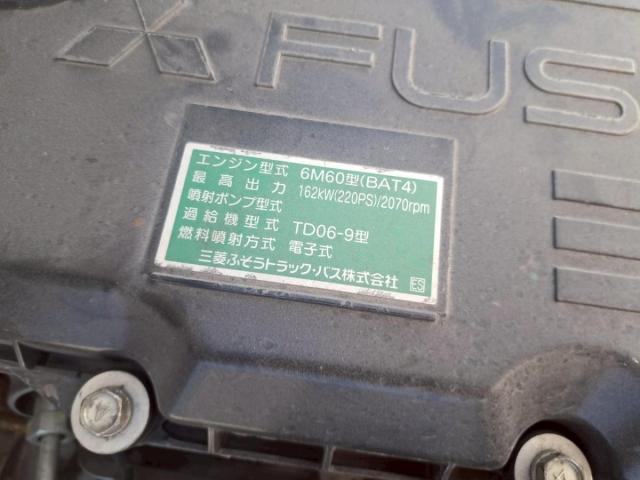 FUS
エンジン型式 6M60型(BAT4)
最高出力 162kW(220PS)/2070rpm
噴射ポンプ型式
過給機型式 TD06-9型
燃料噴射方式 電子式
三菱ふそうトラック・バス株式会社 ES